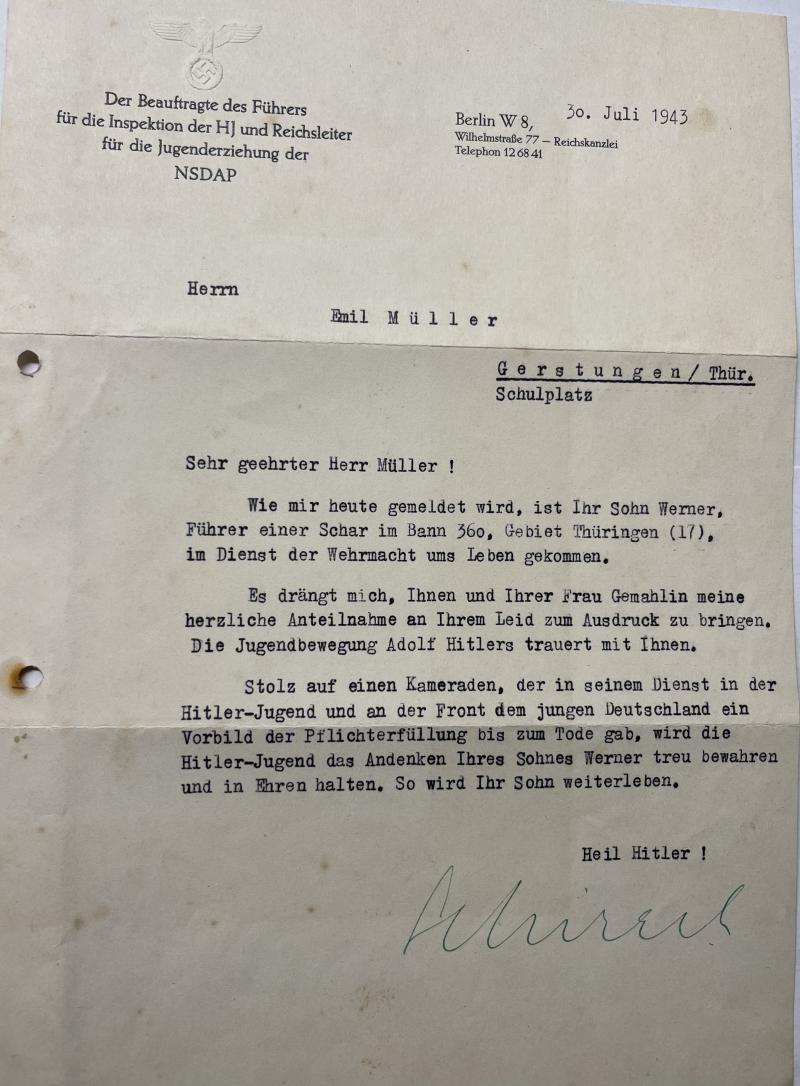 Der Beauftragte des Führers
für die Inspektion der HJ und Reichsleiter
für die Jugenderziehung der
NSDAP
Berlin W 8, 30. Juli 1943
Wilhelmstraße 77 – Reichskanzlei
Telephon 12 68 41
Herrn
Emil Müller
Gerstungen/ Thür.
Schulplatz
Sehr geehrter Herr Müller !
Wie mir heute gemeldet wird, ist Ihr Sohn Werner,
Führer einer Schar im Bann 360, Gebiet Thüringen (17),
im Dienst der Wehrmacht ums Leben gekommen.
Es drängt mich, Ihnen und Ihrer Frau Gemahlin meine
herzliche Anteilnahme an Ihrem Leid zum Ausdruck zu bringen.
Die Jugendbewegung Adolf Hitlers trauert mit Ihnen.
Stolz auf einen Kameraden, der in seinem Dienst in der
Hitler-Jugend und an der Front dem jungen Deutschland ein
Vorbild der Pflichterfüllung bis zum Tode gab, wird die
Hitler-Jugend das Andenken Ihres Sohnes Werner treu bewahren
und in Ehren halten. So wird Ihr Sohn weiterleben.
Heil Hitler !
Schirach